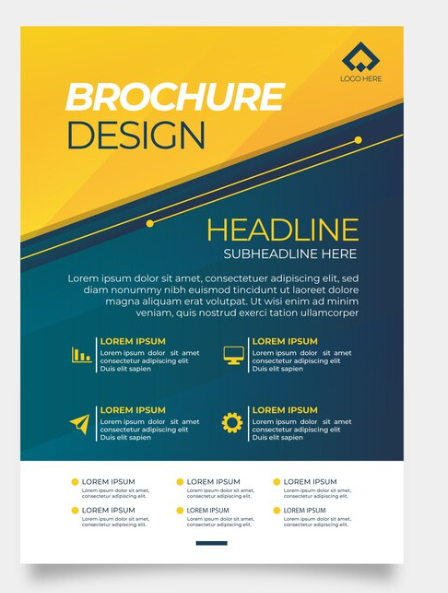 LOGO HERE
BROCHURE
DESIGN
HEADLINE
SUBHEADLINE HERE
Lorem ipsum dolor sit amet, consectetuer adipiscing elit, sed
diam nonummy nibh euismod tincidunt ut laoreet dolore
magna aliquam erat volutpat. Ut wisi enim ad minim
veniam, quis nostrud exerci tation ullamcorper
LOREM IPSUM
Lorem ipsum dolor sit amet
consectetur adipiscing elit
Duis elit sapien
LOREM IPSUM
Lorem ipsum dolor sit amet
consectetur adipiscing elit
Duis elit sapien
LOREM IPSUM
Lorem ipsum dolor sit amet
consectetur adipiscing elit
Duis elit sapien
LOREM IPSUM
Lorem ipsum dolor sit amet
consectetur adipiscing elit
Duis elit sapien
LOREM IPSUM
Lorem ipsum dolor sit amet,
consectetur adipiscing elit.
LOREM IPSUM
Lorem ipsum dolor sit amet,
consectetur adipiscing elit.
LOREM IPSUM
Lorem ipsum dolor sit amet,
consectetur adipiscing elit.
LOREM IPSUM
Lorem ipsum dolor sit amet,
consectetur adipiscing elit.
LOREM IPSUM
Lorem ipsum dolor sit amet,
consectetur adipiscing elit.
LOREM IPSUM
Lorem ipsum dolor sit amet,
consectetur adipiscing elit.